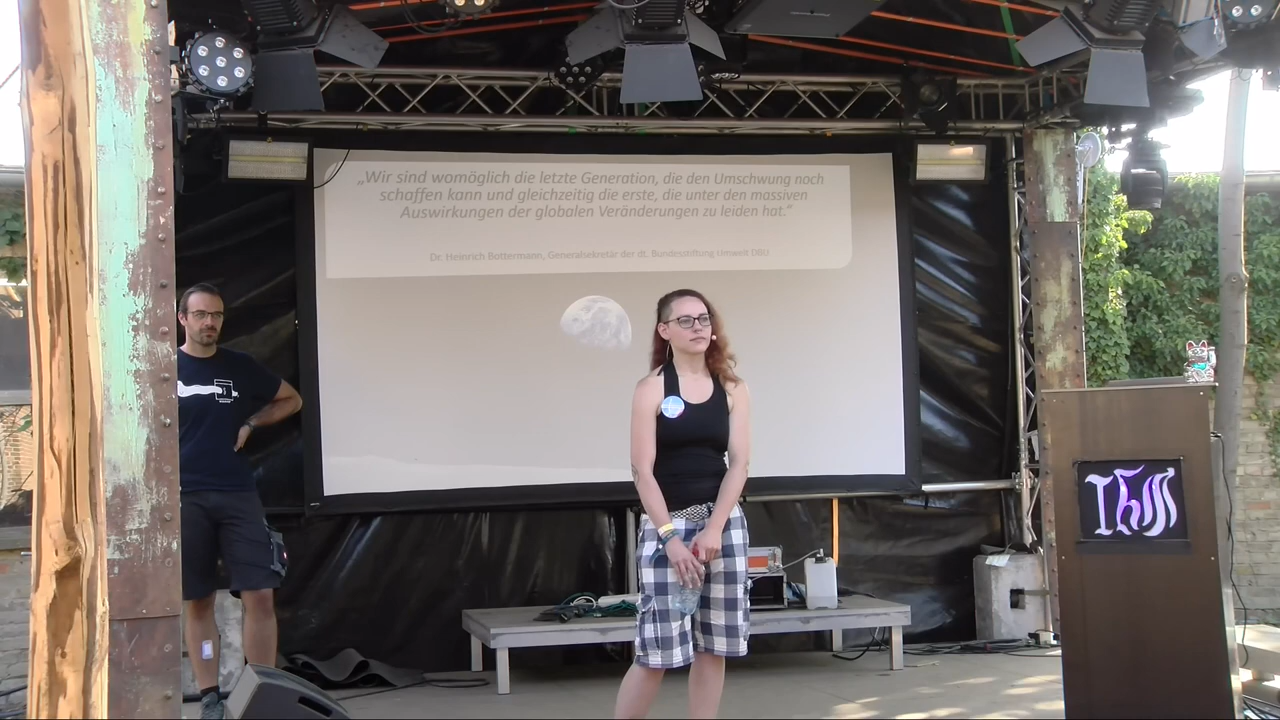 „Wir sind womöglich die letzte Generation, die den Umschwung noch
schaffen kann und gleichzeitig die erste, die unter den massiven
Auswirkungen der globalen Veränderungen zu leiden hat.“
Dr. Heinrich Bottermann, Generalsekretär der dt. Bundesstiftung Umwelt DBU